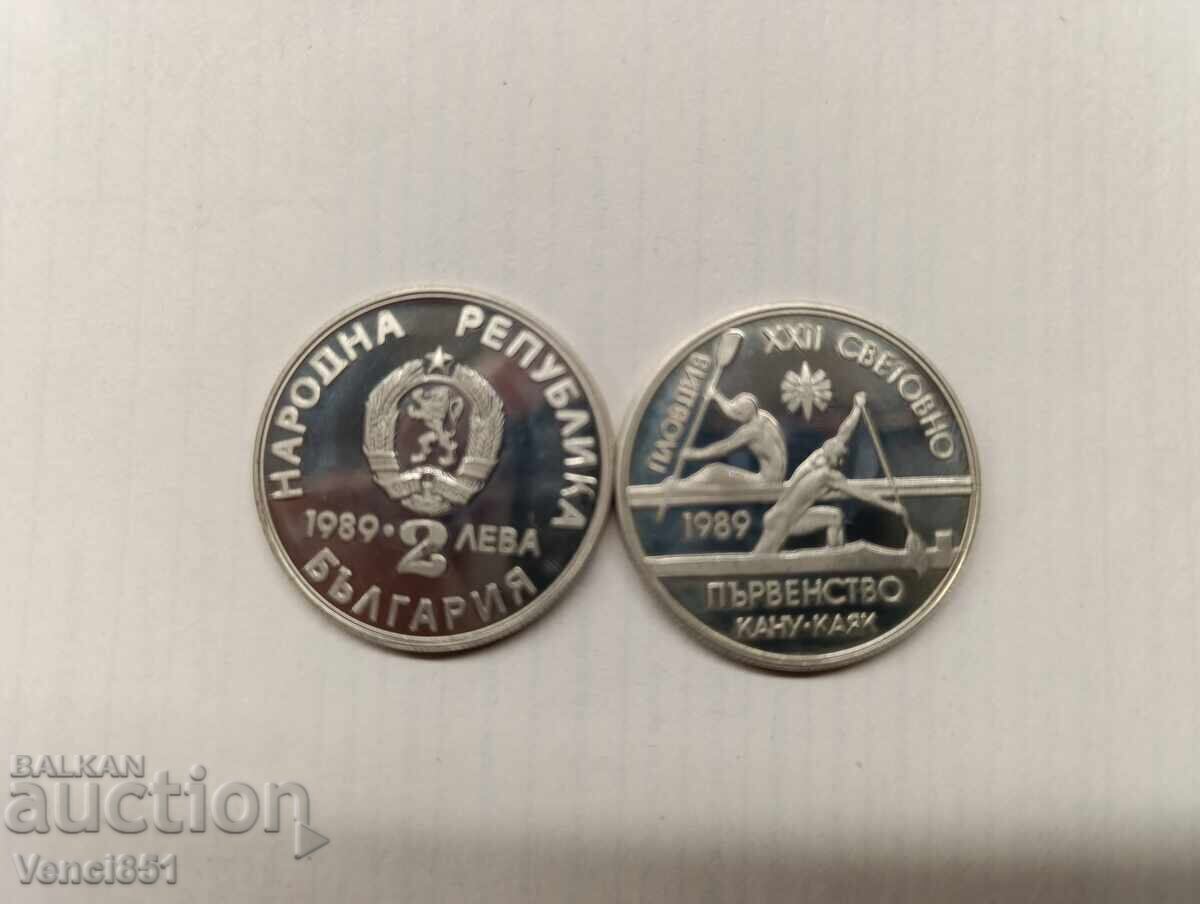 НАРОДНА РЕПУБЛИКА
1989 • 2 ЛЕВА
БЪЛГАРИЯ
ПЛОВДИВ
XXII СВЕТОВНО
1989
ПЪРВЕНСТВО
КАНУ•КАЯК
BALKAN
auction
Venci851